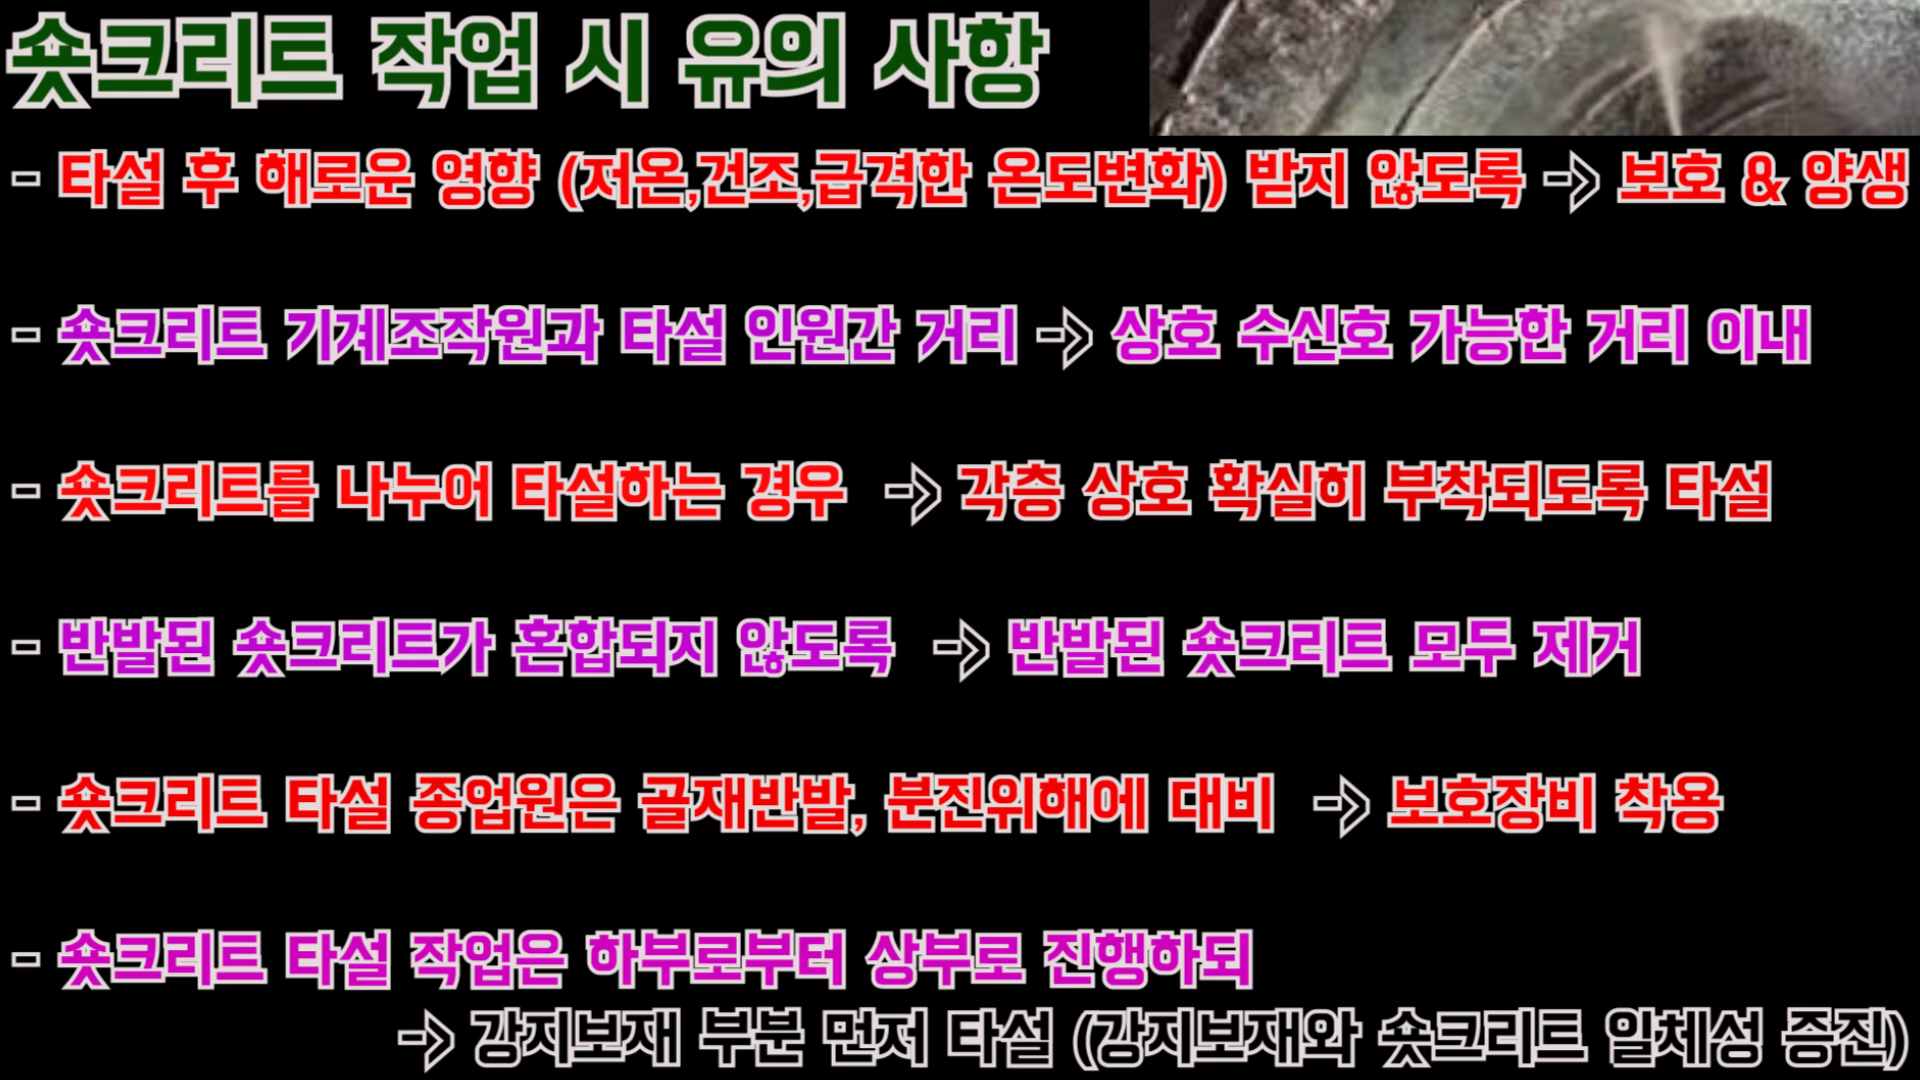 숏크리트 작업 시 유의 사항
- 타설 후 해로운 영향 (저온,건조,급격한 온도변화) 받지 않도록 -> 보호 & 양생
- 숏크리트 기계조작원과 타설 인원간 거리 -> 상호 수신호 가능한 거리 이내
- 숏크리트를 나누어 타설하는 경우 -> 각층 상호 확실히 부착되도록 타설
- 반발된 숏크리트가 혼합되지 않도록 -> 반발된 숏크리트 모두 제거
- 숏크리트 타설 종업원은 골재반발, 분진위해에 대비 -> 보호장비 착용
- 숏크리트 타설 작업은 하부로부터 상부로 진행하되
-> 강지보재 부분 먼저 타설 (강지보재와 숏크리트 일체성 증진)